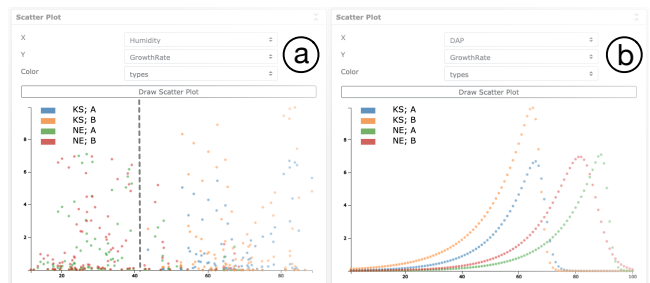 Scatter Plot
X
Humidity
Y
GrowthRate
Color
types
Draw Scatter Plot
a
KS; A
KS; B
NE; A
NE; B
8
6
4
2
20
40
60
80
Scatter Plot
X
DAP
Y
GrowthRate
Color
types
Draw Scatter Plot
b
KS; A
KS; B
NE; A
NE; B
8
6
4
2
20
40
60
80
100